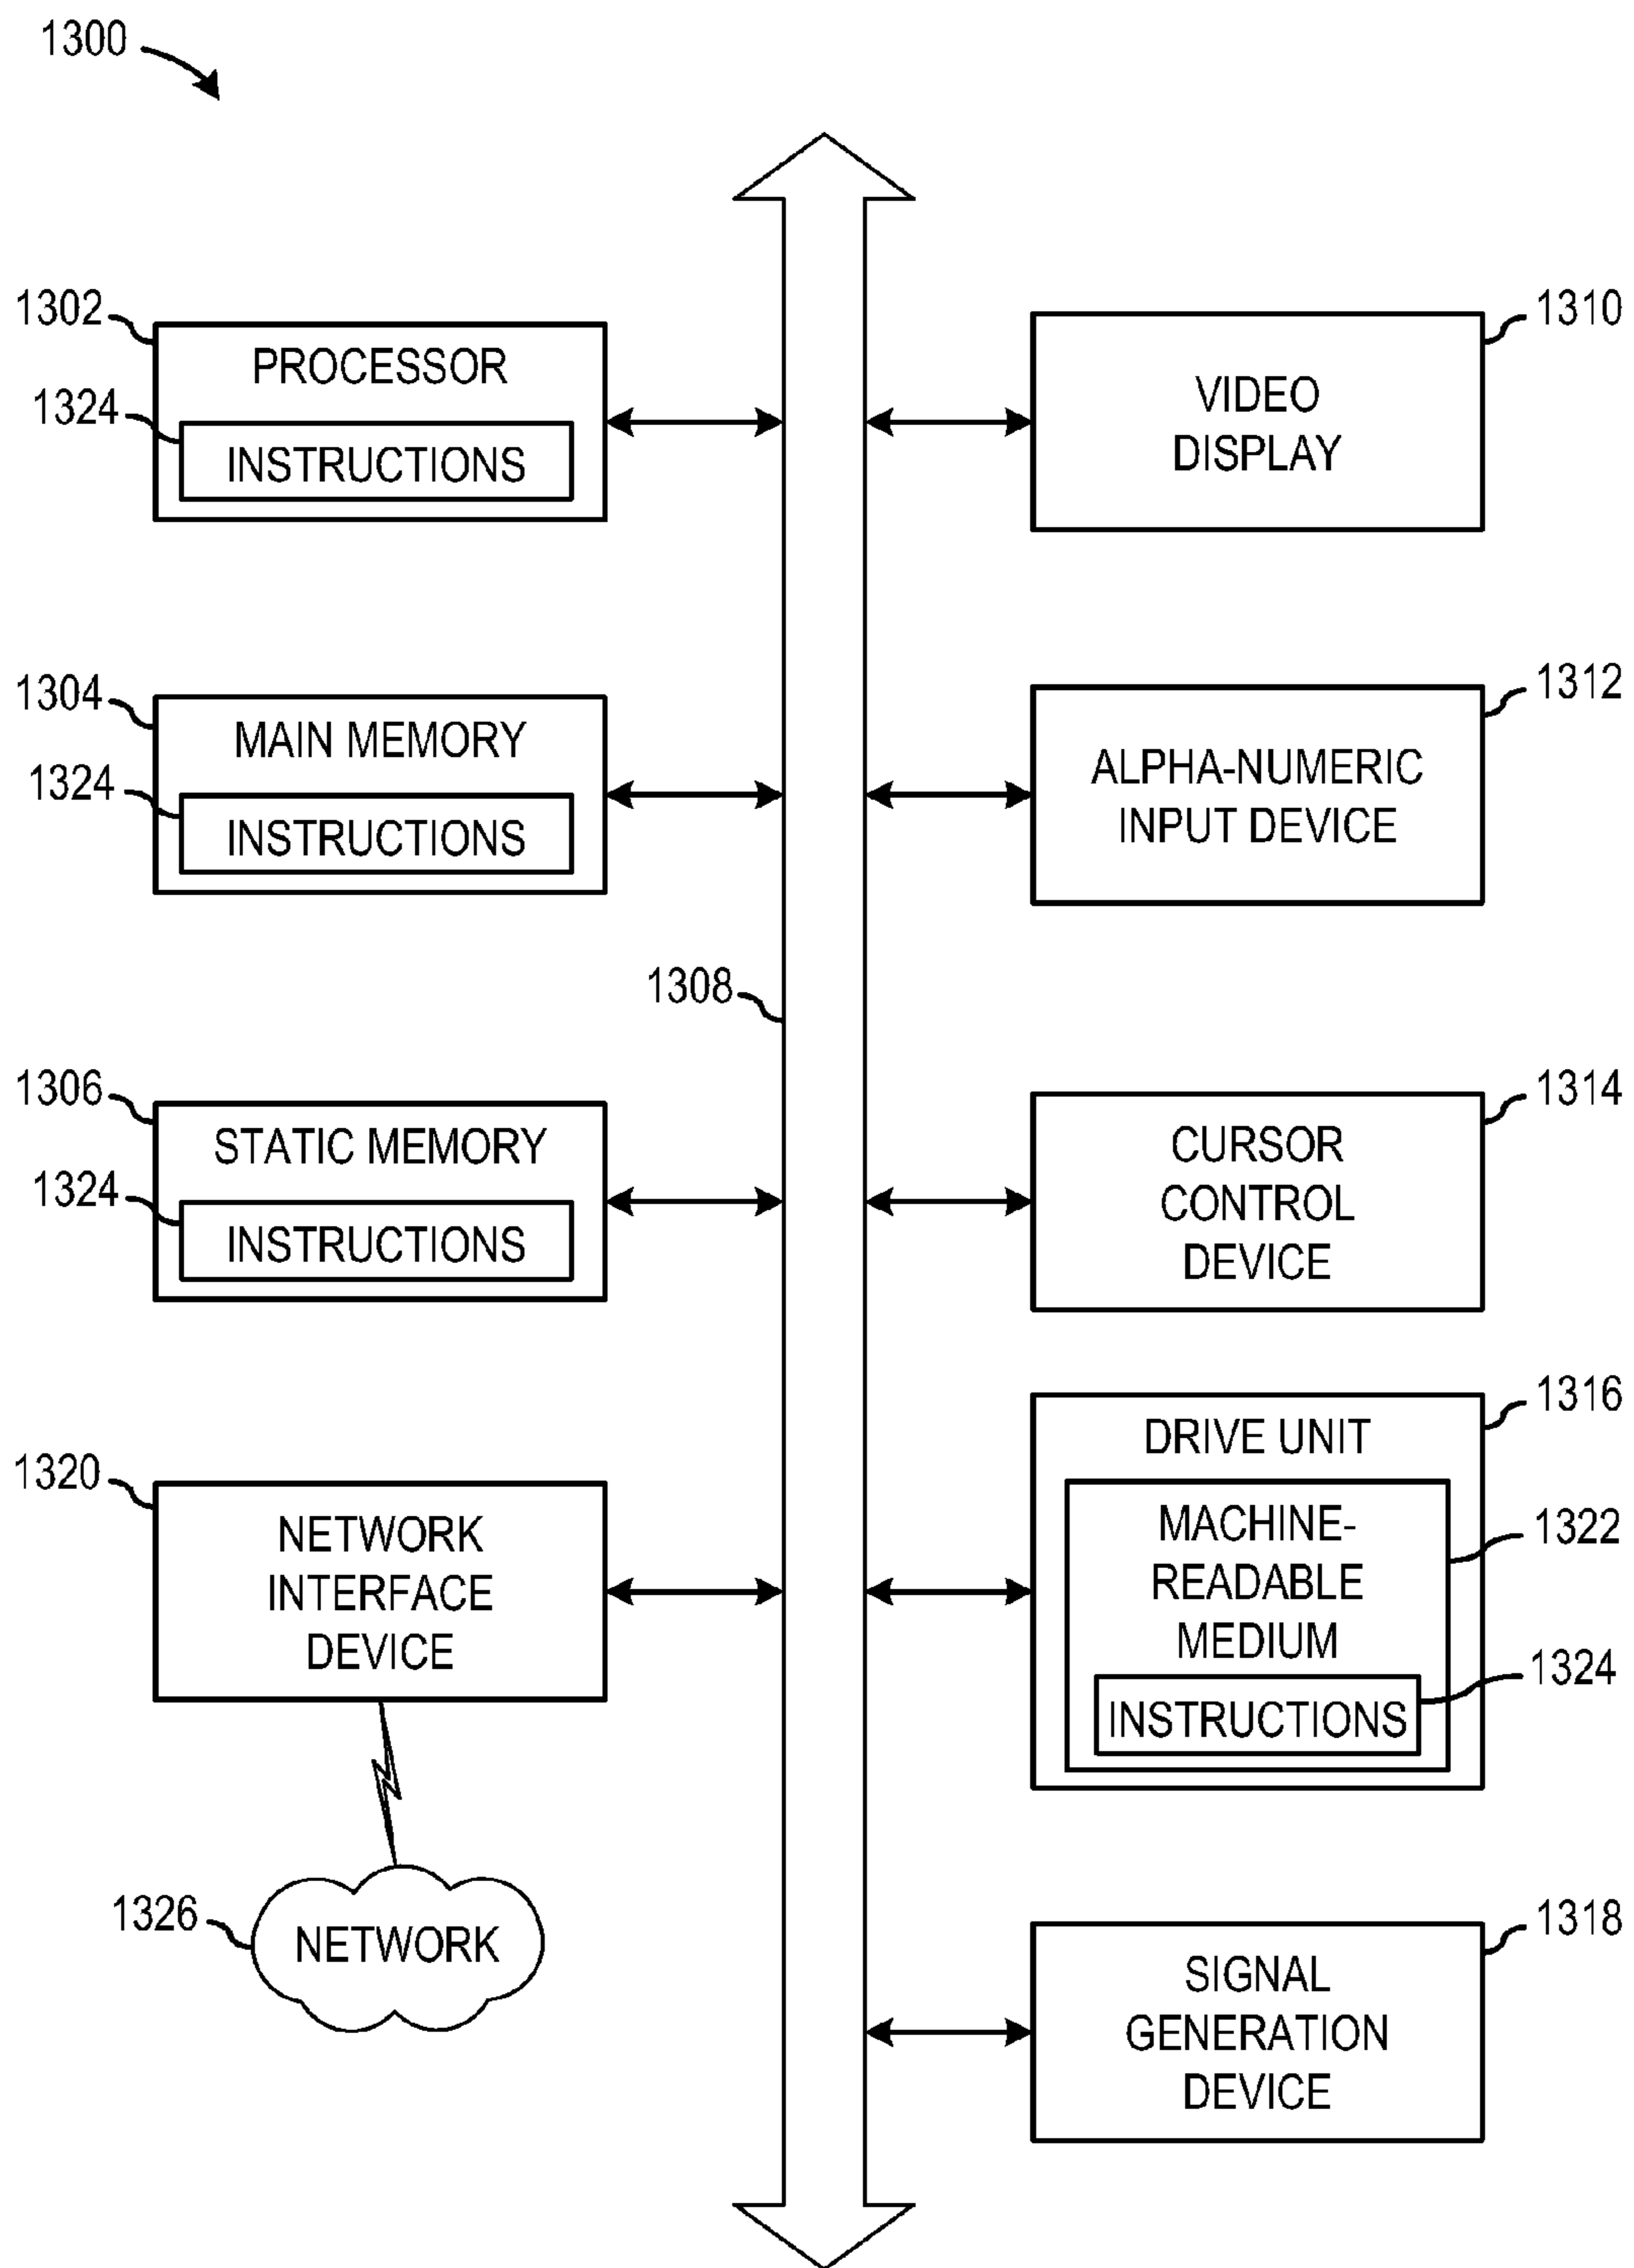 1300
1302
PROCESSOR
1324
INSTRUCTIONS
1304
MAIN MEMORY
1324
INSTRUCTIONS
1308
1306
STATIC MEMORY
1324
INSTRUCTIONS
1320
NETWORK
INTERFACE
DEVICE
1326
NETWORK
1310
VIDEO
DISPLAY
1312
ALPHA-NUMERIC
INPUT DEVICE
1314
CURSOR
CONTROL
DEVICE
1316
DRIVE UNIT
MACHINE-
READABLE
MEDIUM
1322
1324
INSTRUCTIONS
1318
SIGNAL
GENERATION
DEVICE